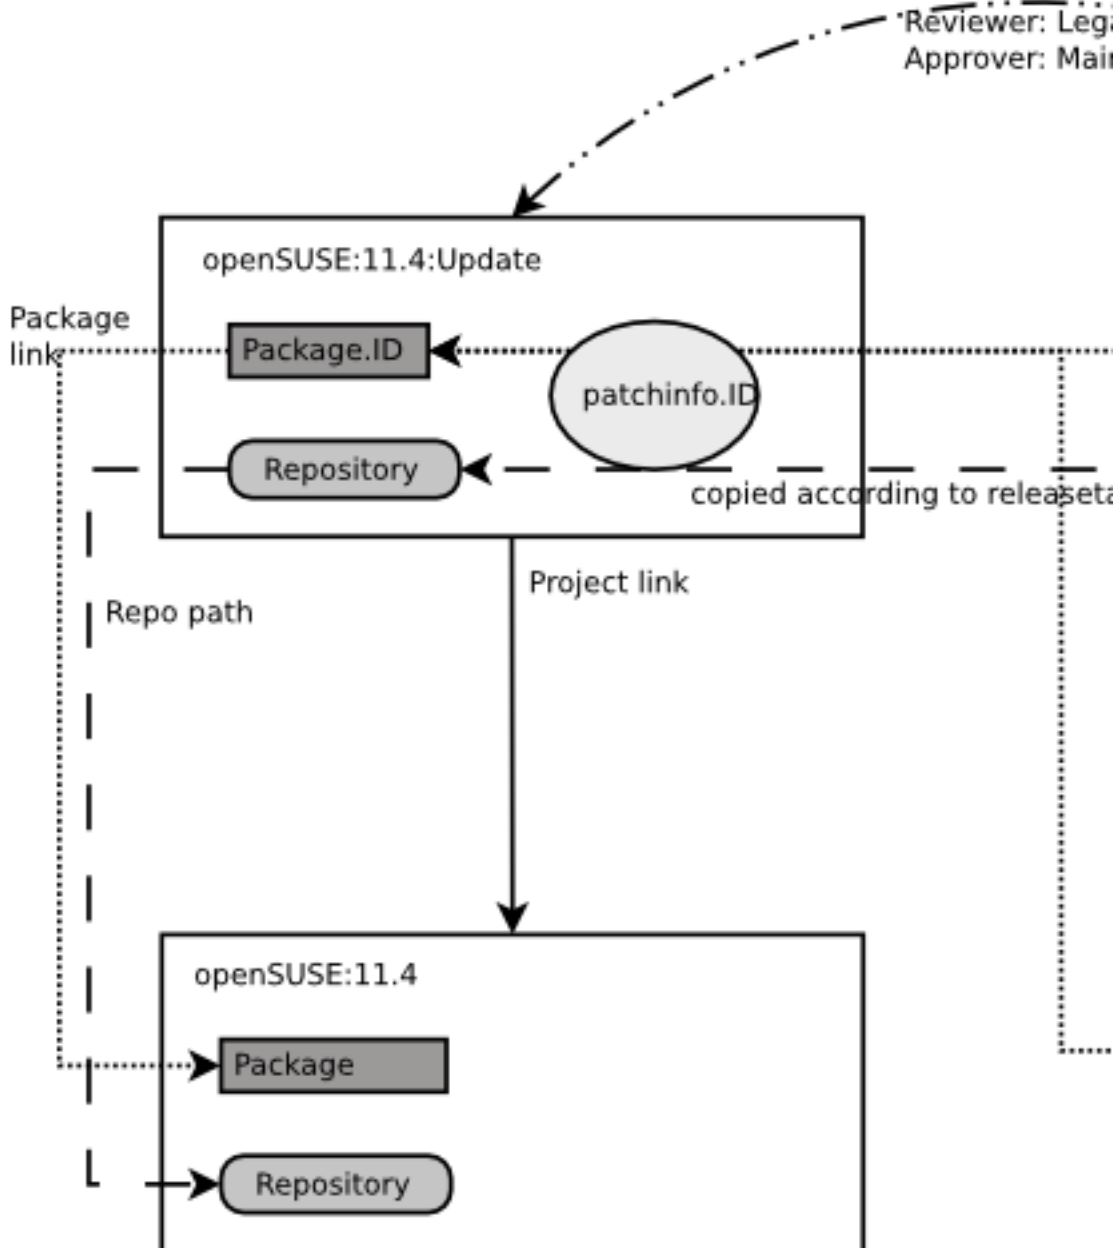 Reviewer:
Approver:
openSUSE:11.4:Update
Package
link
Package.ID
patchinfo.ID
Repository
copied according to
Project link
Repo path
openSUSE:11.4
Package
Repository